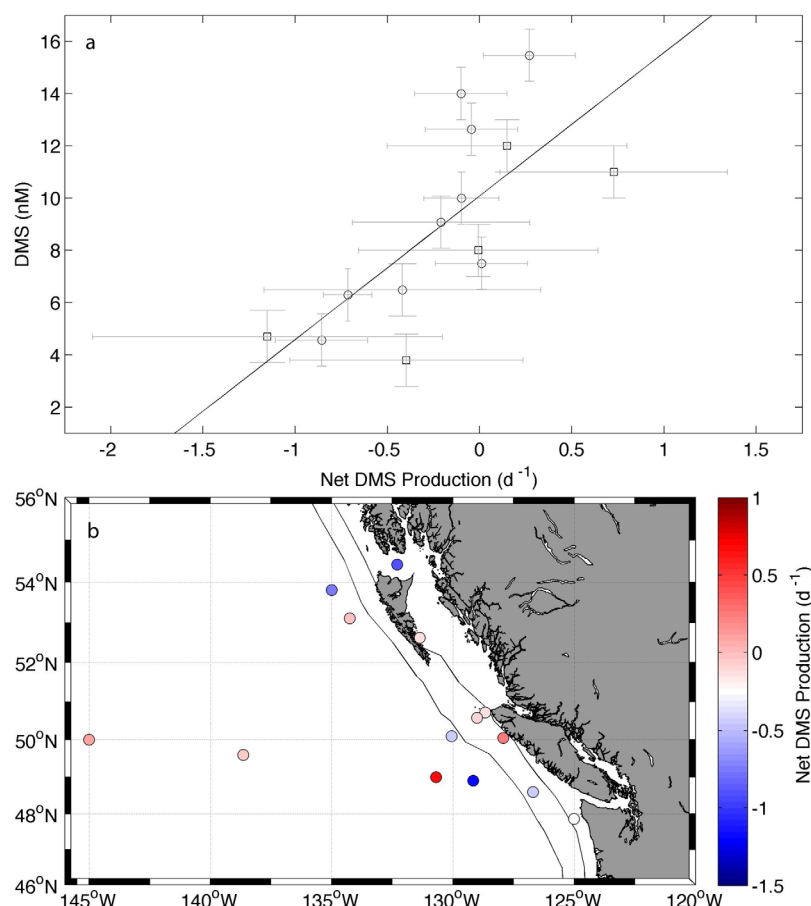 a
16
14
12
10
8
6
4
2
DMS (nM)
-2 -1.5 -1 -0.5 0 0.5 1 1.5
Net DMS Production (d⁻¹)
b
56°N
54°N
52°N
50°N
48°N
46°N
145°W 140°W 135°W 130°W 125°W 120°W
1
0.5
0
-0.5
-1
-1.5
Net DMS Production (d⁻¹)